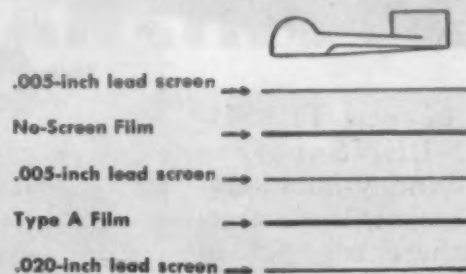 .005-inch lead screen
No-Screen Film
.005-inch lead screen
Type A Film
.020-inch lead screen